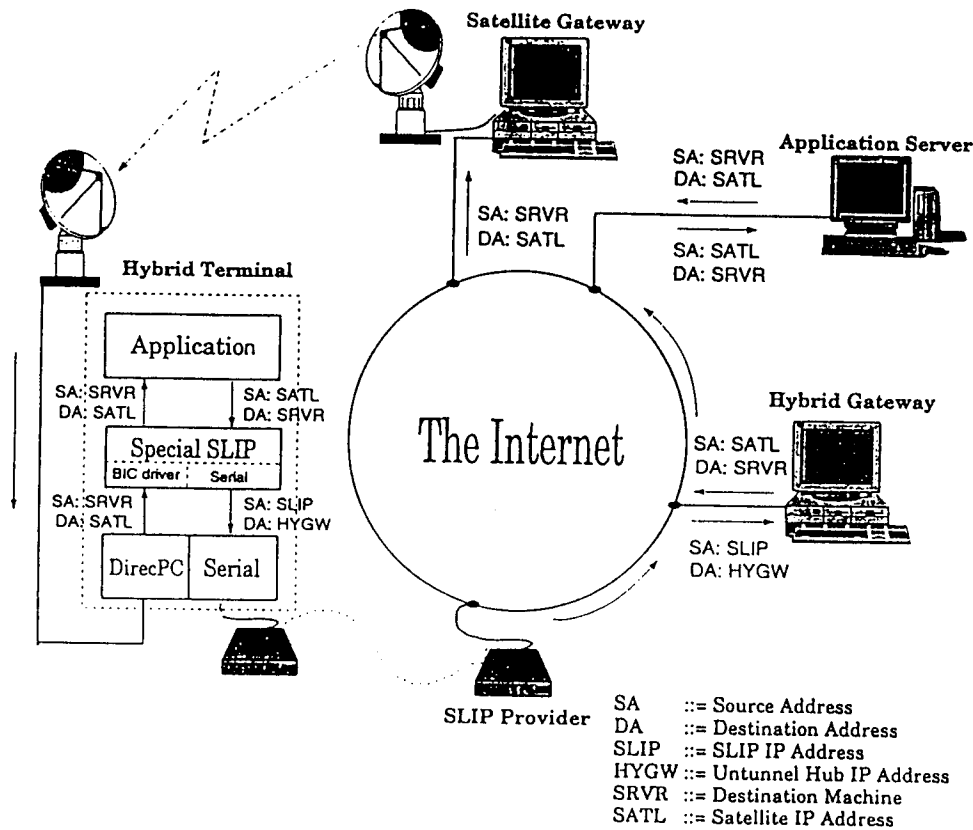 Satellite Gateway
Application Server
SA: SRVR
DA: SATL
SA: SRVR
DA: SATL
SA: SATL
DA: SRVR
Hybrid Terminal
Application
SA: SRVR
DA: SATL
SA: SATL
DA: SRVR
Special SLIP
BIC driver
Serial
SA: SRVR
DA: SATL
SA: SLIP
DA: HYGW
DirecPC
Serial
The Internet
Hybrid Gateway
SA: SATL
DA: SRVR
SA: SLIP
DA: HYGW
SLIP Provider
SA ::= Source Address
DA ::= Destination Address
SLIP ::= SLIP IP Address
HYGW ::= Untunnel Hub IP Address
SRVR ::= Destination Machine
SATL ::= Satellite IP Address